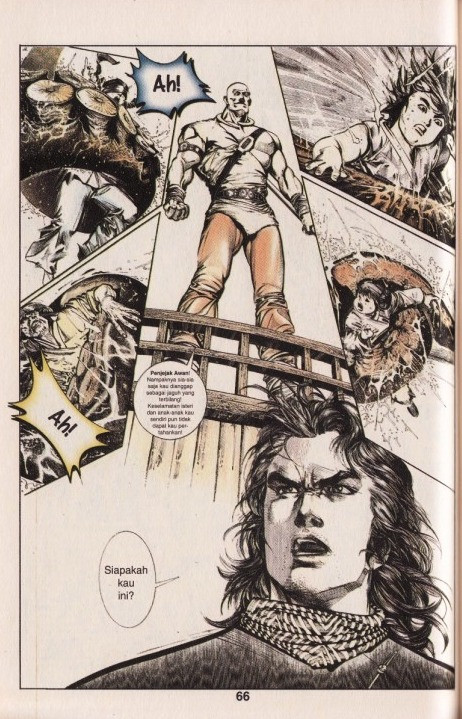 Ah!
Penjejak Awan!
Nampaknya sia-sia
saja kau dianggap
sebagai jaguh yang
terbilang!
Keselamatan isteri
dan anak-anak kau
sendiri pun tidak
dapat kau per-
tahankan!
Ah!
Siapakah
kau
ini?
66